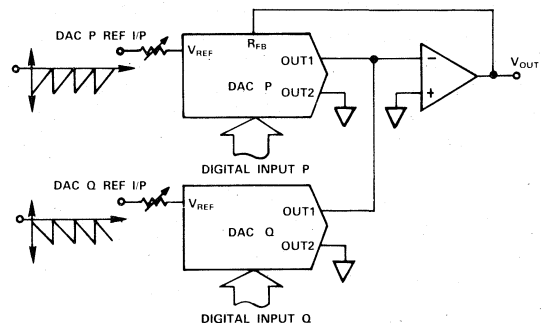 DAC P REF I/P
VREF
RFB
OUT1
DAC P
OUT2
−
+
VOUT
DIGITAL INPUT P
DAC Q REF I/P
VREF
OUT1
DAC Q
OUT2
DIGITAL INPUT Q